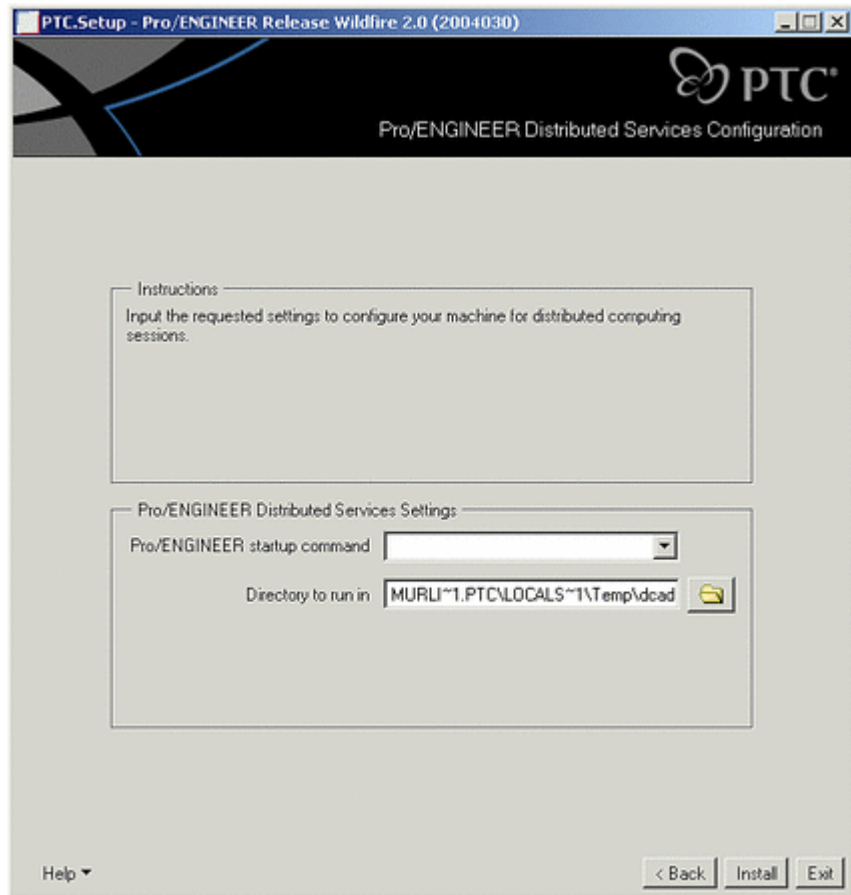 PTC.Setup - Pro/ENGINEER Release Wildfire 2.0 (2004030)
PTC®
Pro/ENGINEER Distributed Services Configuration
Instructions
Input the requested settings to configure your machine for distributed computing
sessions.
Pro/ENGINEER Distributed Services Settings
Pro/ENGINEER startup command
Directory to run in MURLI~1.PTC\LOCALS~1\Temp\dcad
Help
< Back Install Exit